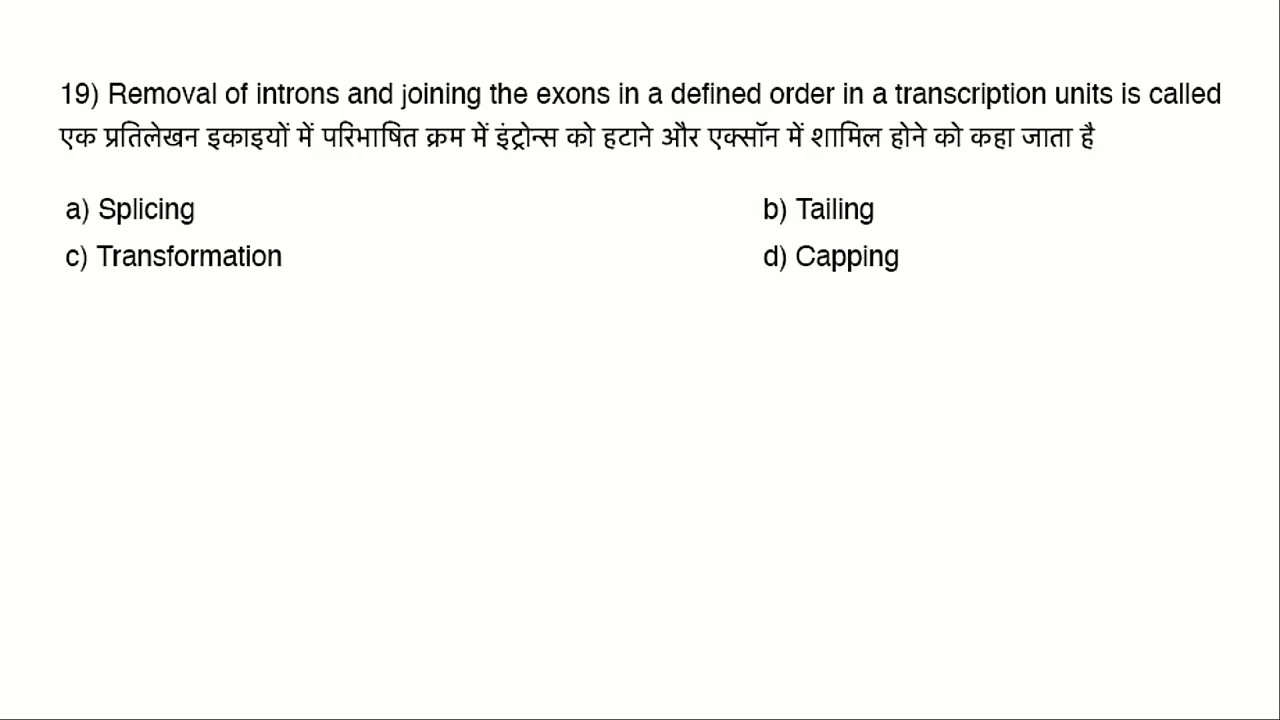 19) Removal of introns and joining the exons in a defined order in a transcription units is called
एक प्रतिलेखन इकाइयों में परिभाषित क्रम में इंट्रोन्स को हटाने और एक्सॉन में शामिल होने को कहा जाता है
a) Splicing b) Tailing
c) Transformation d) Capping